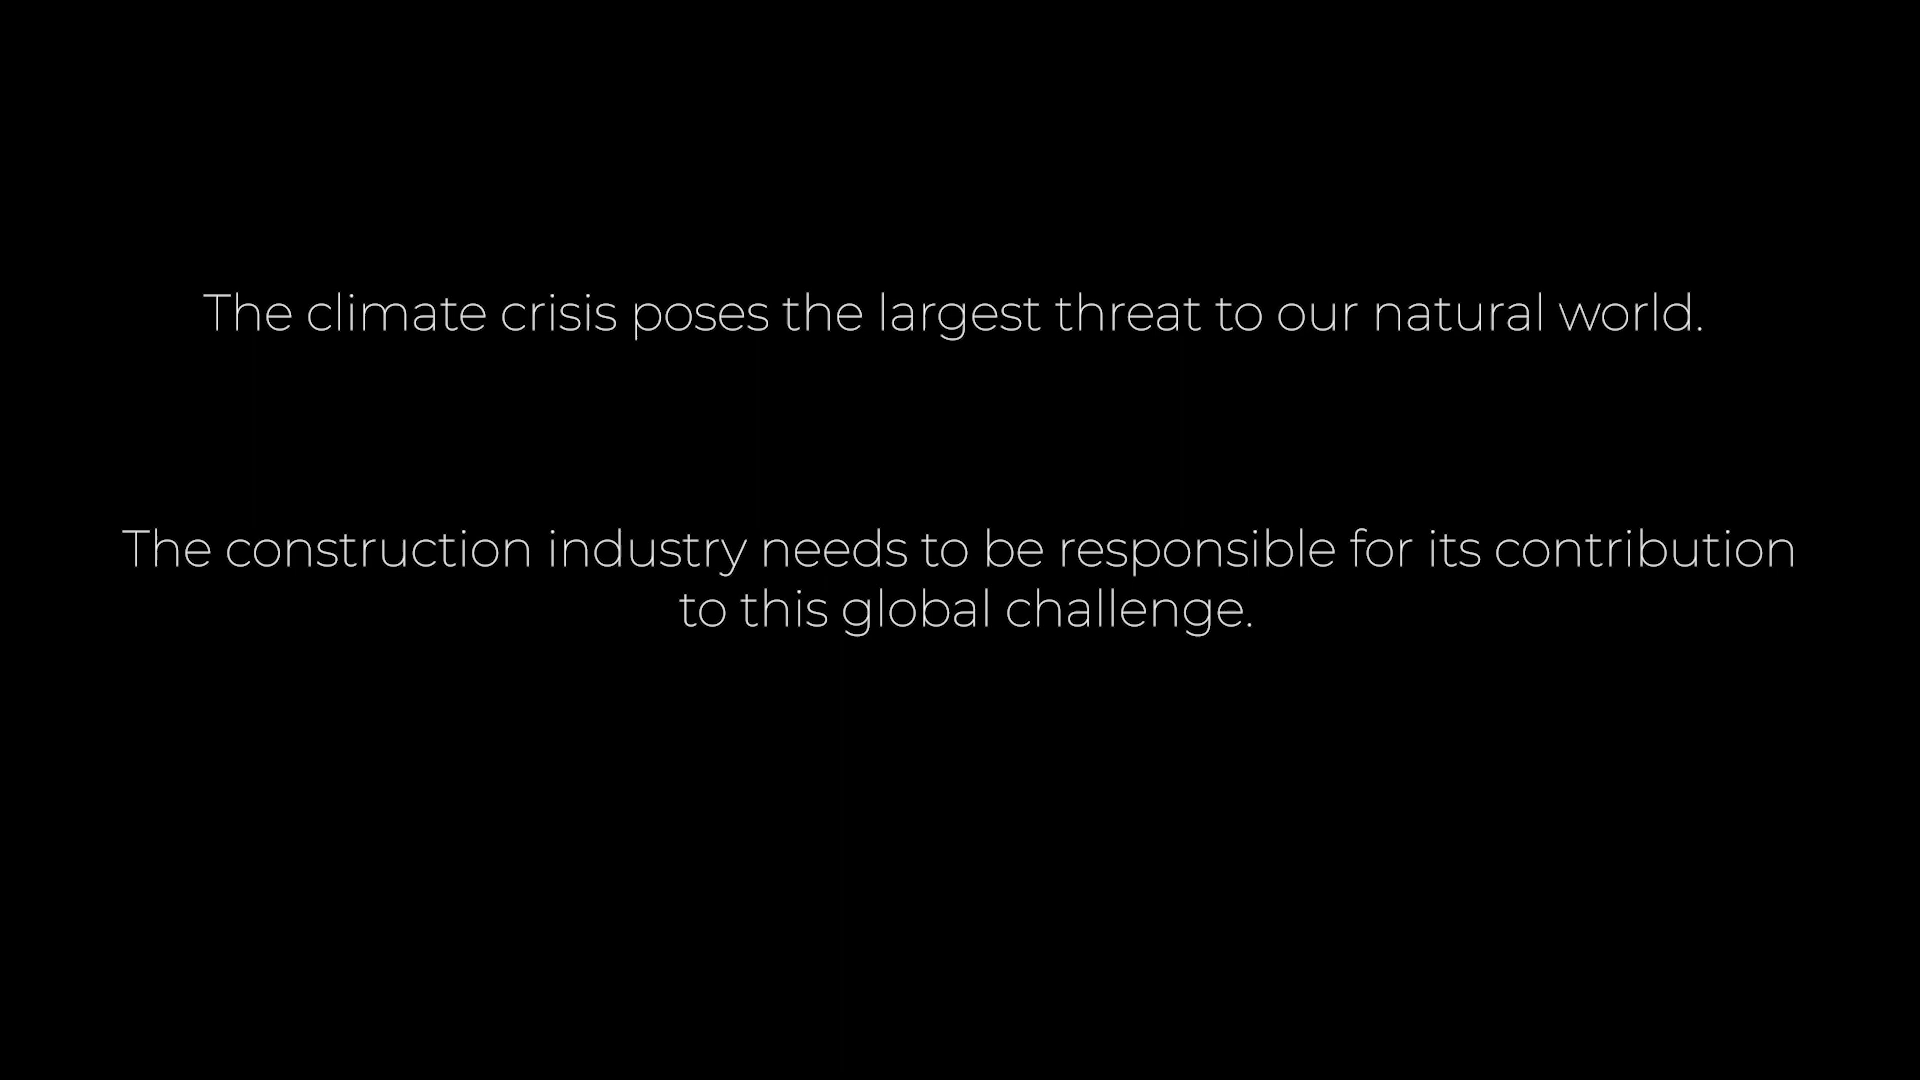 The climate crisis poses the largest threat to our natural world.
The construction industry needs to be responsible for its contribution
to this global challenge.